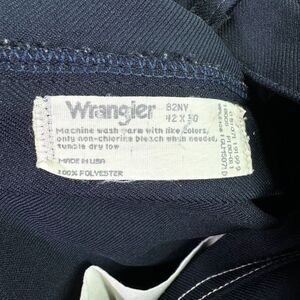 Wrangler 82NV
42 X 30
Machine wash warm with like colors,
only non-chlorine bleach when needed,
tumble dry low
MADE IN USA
100% POLYESTER